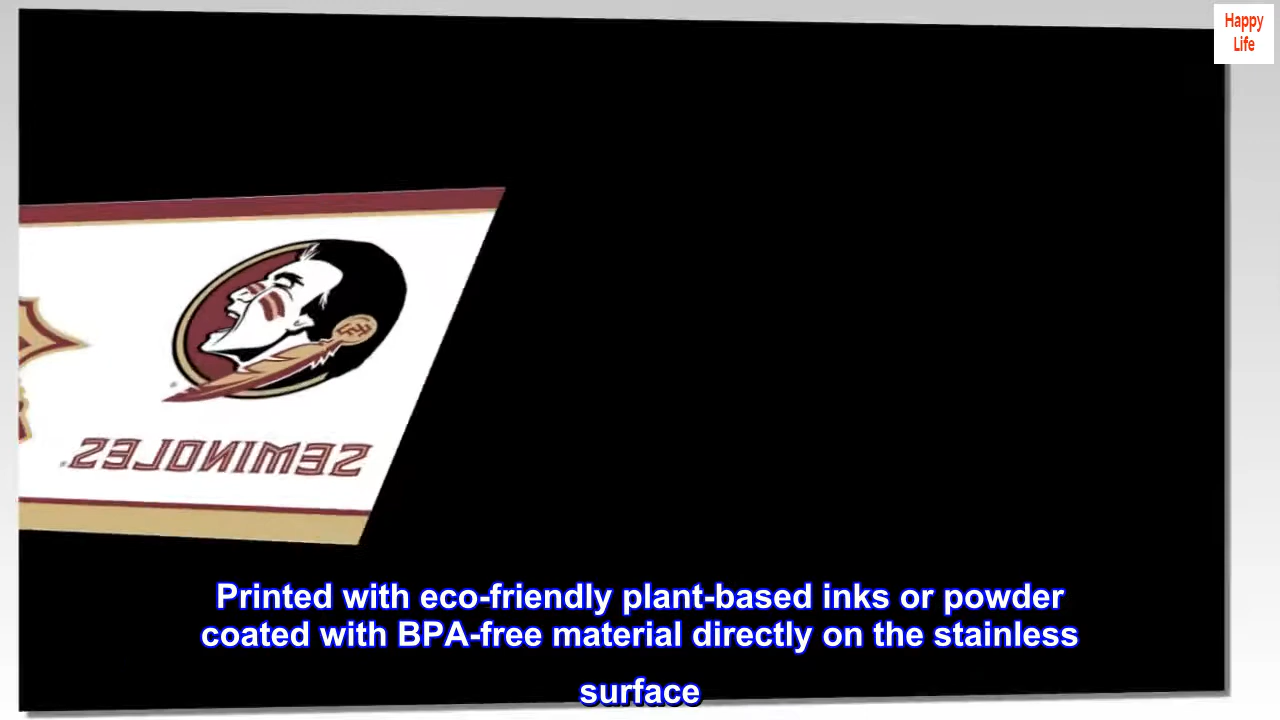 Happy
Life
SEMINOLES
Printed with eco-friendly plant-based inks or powder
coated with BPA-free material directly on the stainless
surface